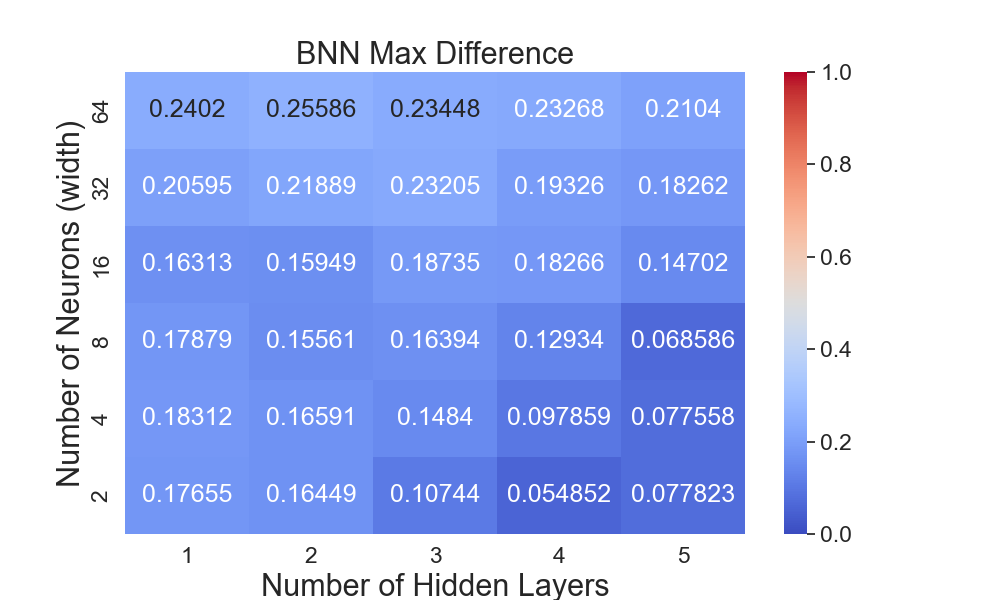 BNN Max Difference
Number of Neurons (width)
64 0.2402 0.25586 0.23448 0.23268 0.2104
32 0.20595 0.21889 0.23205 0.19326 0.18262
16 0.16313 0.15949 0.18735 0.18266 0.14702
8 0.17879 0.15561 0.16394 0.12934 0.068586
4 0.18312 0.16591 0.1484 0.097859 0.077558
2 0.17655 0.16449 0.10744 0.054852 0.077823
1 2 3 4 5
Number of Hidden Layers
1.0
0.8
0.6
0.4
0.2
0.0